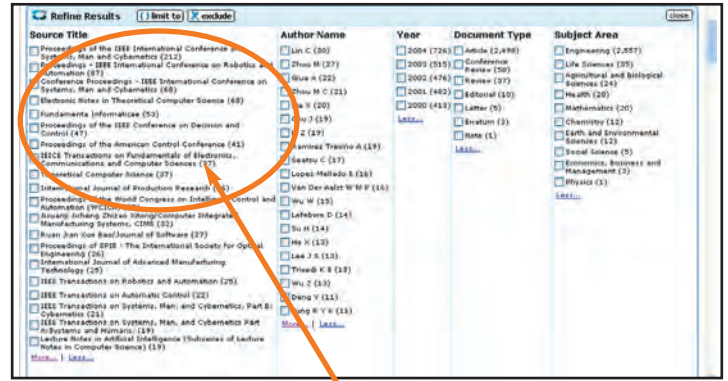 Refine Results limit to exclude close
Source Title
Proceedings of the IEEE International Conference on
Systems, Man and Cybernetics (212)
Proceedings - IEEE International Conference on Robotics and
Automation (87)
Conference Proceedings - IEEE International Conference on
Systems, Man and Cybernetics (68)
Electronic Notes in Theoretical Computer Science (68)
Fundamenta Informaticae (53)
Proceedings of the IEEE Conference on Decision and
Control (47)
Proceedings of the American Control Conference (41)
IEICE Transactions on Fundamentals of Electronics,
Communications and Computer Sciences (37)
Theoretical Computer Science (37)
International Journal of Production Research
Proceedings of the World Congress on Intelligent Control and
Automation
Jisuanji Jicheng Zhizao Xitong/Computer Integrated
Manufacturing Systems, CIMS (32)
Ruan Jian Xue Bao/Journal of Software (27)
Proceedings of SPIE - The International Society for Optical
Engineering (26)
International Journal of Advanced Manufacturing
Technology (25)
IEEE Transactions on Robotics and Automation (25)
IEEE Transactions on Automatic Control (22)
IEEE Transactions on Systems, Man, and Cybernetics, Part B:
Cybernetics (21)
IEEE Transactions on Systems, Man, and Cybernetics Part
A:Systems and Humans. (19)
Lecture Notes in Artificial Intelligence (Subseries of Lecture
Notes in Computer Science) (19)
More... | Less...
Author Name
Lin C (30)
Zhou M (27)
Giua A (22)
Zhou M C (21)
(20)
J (19)
Z (19)
Ramirez Trevino A (19)
Seatzu C (17)
Lopez Mellado E (16)
Van Der Aalst W M P (16)
Wu W (15)
Lefebvre D (14)
Su H (14)
He X (13)
Lee J S (13)
Trivedi K S (13)
Wu Z (13)
Deng Y (11)
Jung R Y K (11)
More... | Less...
Year
2004 (726)
2003 (515)
2002 (476)
2001 (482)
2000 (413)
Less...
Document Type
Article (2,498)
Conference
Review (58)
Review (37)
Editorial (10)
Letter (5)
Erratum (2)
Note (1)
Less...
Subject Area
Engineering (2,557)
Life Sciences (35)
Agricultural and Biological
Sciences (24)
Health (20)
Mathematics (20)
Chemistry (12)
Earth and Environmental
Sciences (12)
Social Science (5)
Economics, Business and
Management (3)
Physics (1)
Less...